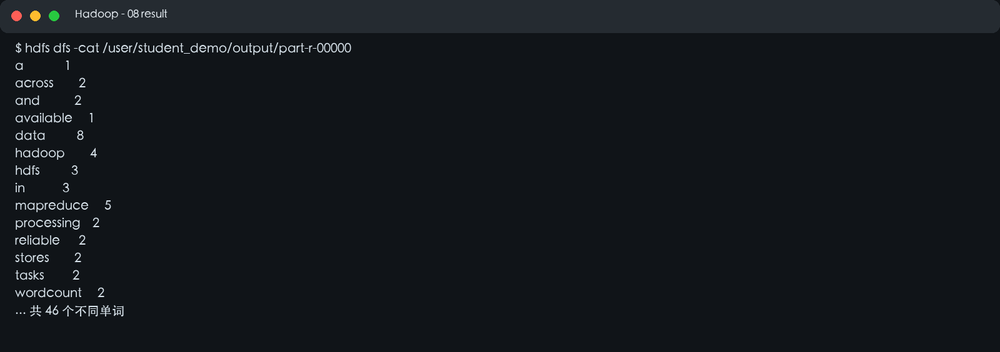 Hadoop - 08 result
$ hdfs dfs -cat /user/student_demo/output/part-r-00000
a 1
across 2
and 2
available 1
data 8
hadoop 4
hdfs 3
in 3
mapreduce 5
processing 2
reliable 2
stores 2
tasks 2
wordcount 2
... 共 46 个不同单词